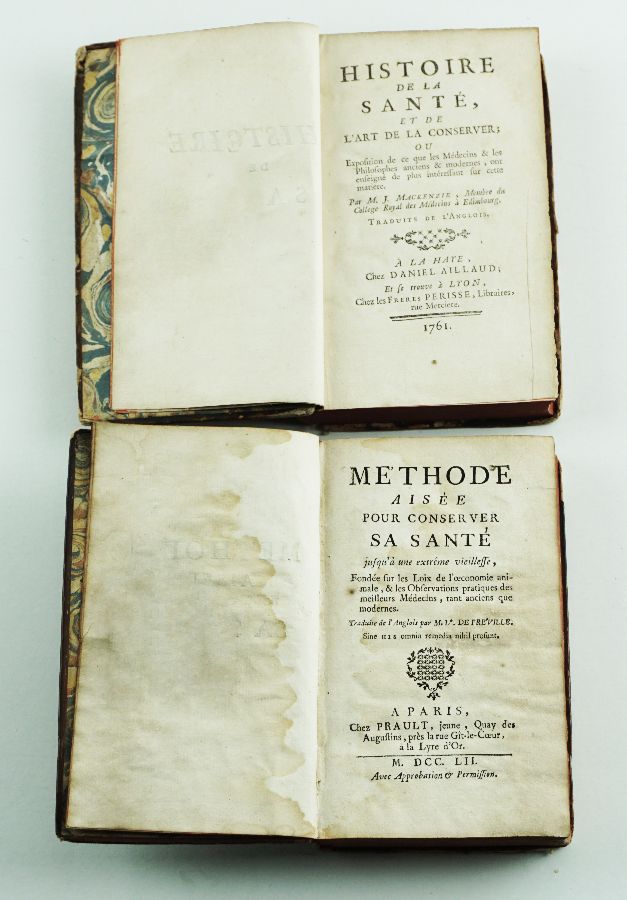 HISTOIRE
DE LA
SANTÉ,
ET DE
L'ART DE LA CONSERVER;
OU
Exposition de ce que les Médecins & les
Philosophes anciens & modernes, ont
enseigné de plus intéressant sur cette
matiere.
Par M. J. MACKENZIE, Membre du
College Royal des Médecins à Edimbourg.
TRADUITE DE L'ANGLOIS.
À LA HAYE,
Chez DANIEL AILLAUD;
Et se trouve à LYON,
Chez les FRERES PERISSE, Libraires,
rue Merciere.
1761.
METHODE
AISÉE
POUR CONSERVER
SA SANTÉ
jusqu'à une extrême vieillesse,
Fondée sur les Loix de l'œconomie ani-
male, & les Observations pratiques des
meilleurs Médecins, tant anciens que
modernes.
Traduite de l'Anglois par M. DE PREVILLE.
Sine omnia remedia nihil prosunt.
A PARIS,
Chez PRAULT, jeune, Quay des
Augustins, près la rue Gît-le-Cœur,
à la Lyre d'Or.
M. DCC. LII.
Avec Approbation & Permission.